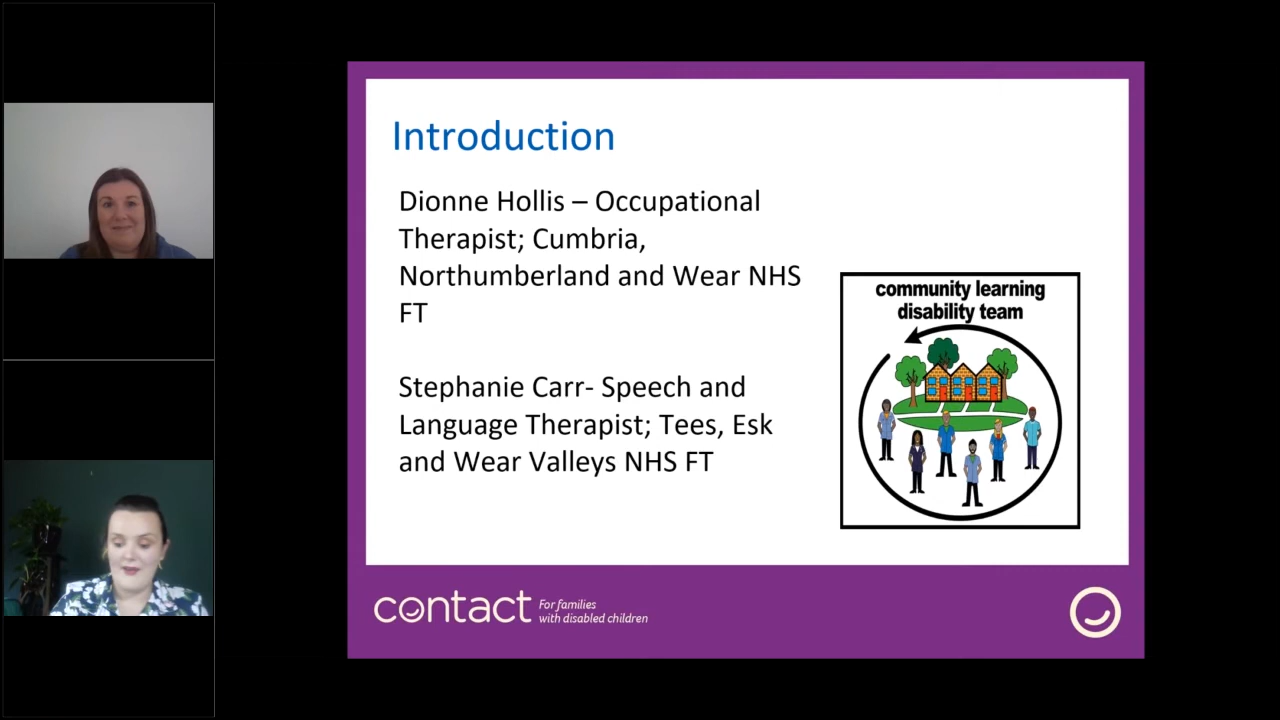 Introduction
Dionne Hollis – Occupational
Therapist; Cumbria,
Northumberland and Wear NHS
FT
Stephanie Carr- Speech and
Language Therapist; Tees, Esk
and Wear Valleys NHS FT
community learning
disability team
contact
For families
with disabled children